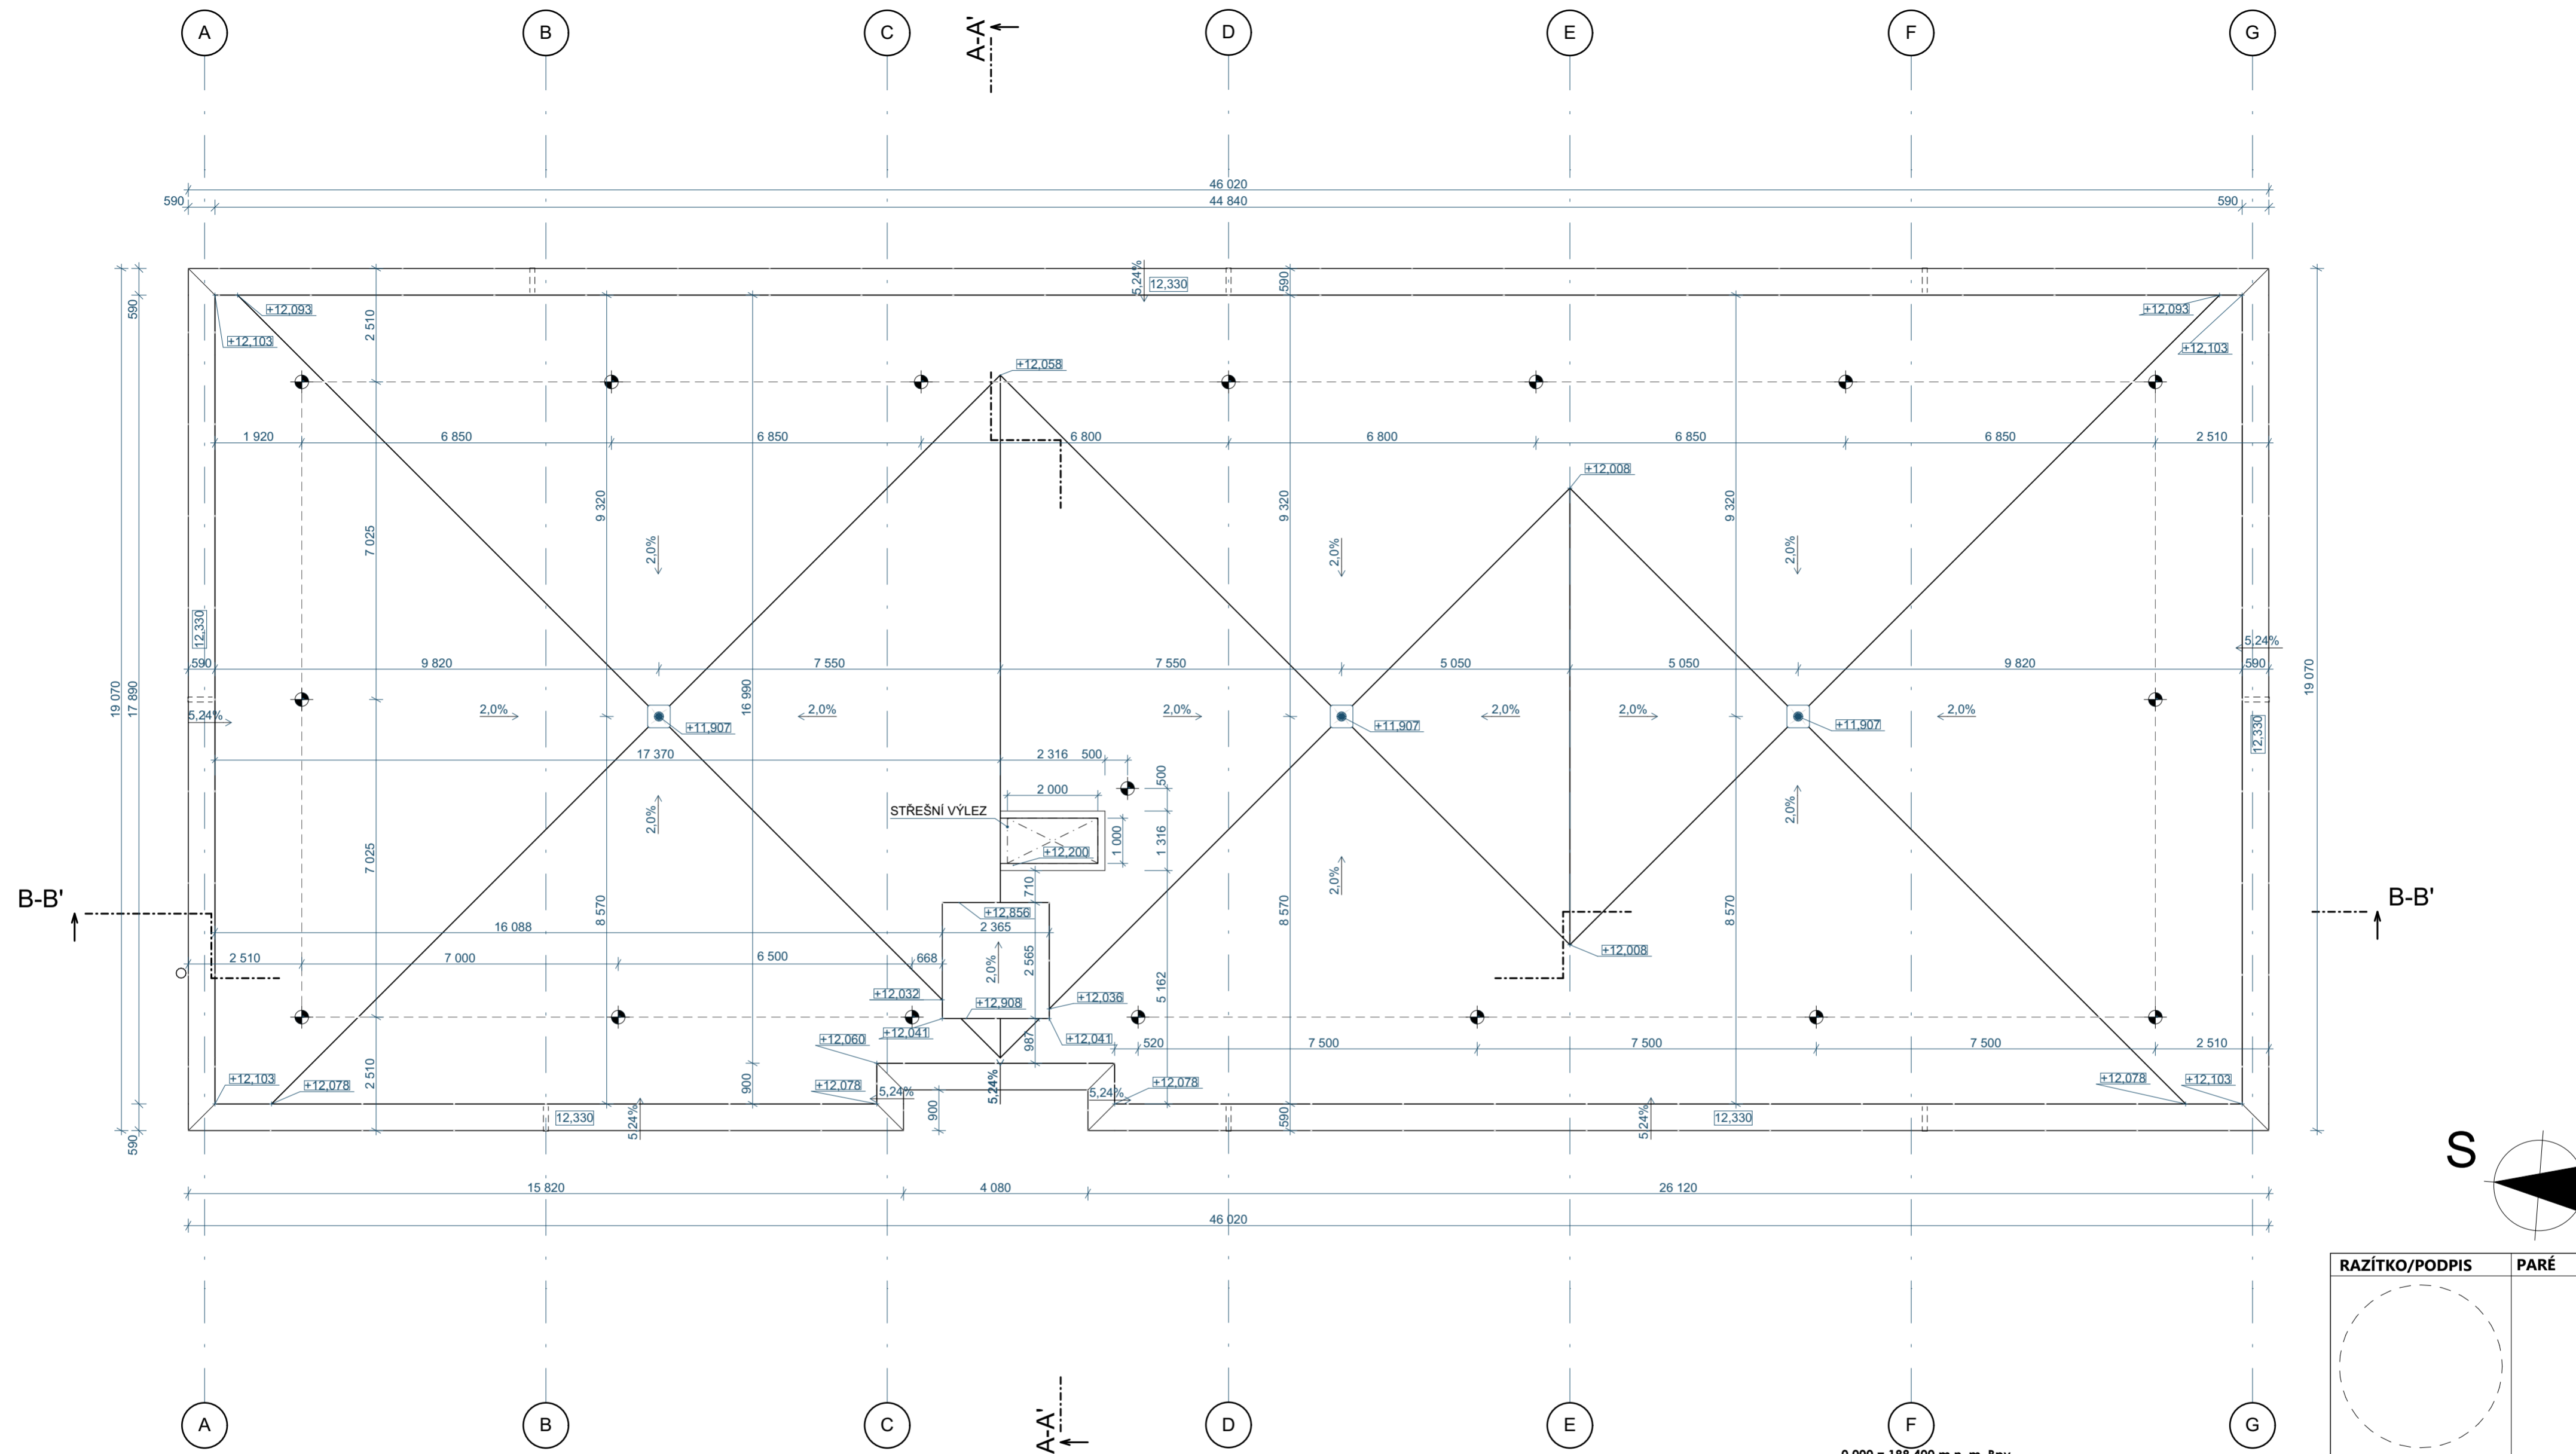 A B C D E F G
A-A'
46 020
590 44 840 590
5,24% 12,330 590
590
2 510
+12,093 +12,093
+12,103 +12,103
+12,058
1 920 6 850 6 850 6 800 6 800 6 850 6 850 2 510
+12,008
9 320 9 320 9 320
7 025
2,0% 2,0% 2,0%
12,330
5,24%
590 9 820 7 550 7 550 5 050 5 050 9 820 590
19 070 17 890 16 990 19 070
5,24% 2,0% 2,0% 2,0% 2,0% 2,0% 2,0%
+11,907 +11,907 +11,907
12,330
17 370 2 316 500
500
2 000
STŘEŠNÍ VÝLEZ
2,0% 2,0%
1 000 1 316
+12,200
7 025
2,0%
710
B-B' B-B'
8 570 8 570 8 570
+12,856
16 088 2 365
+12,008
2 510 7 000 6 500 668 2,0% 2 565
5 162
+12,032 +12,908 +12,036
+12,041 +12,041
+12,060 987 520 7 500 7 500 7 500 2 510
+12,103 +12,078 2 510 900 +12,078 5,24% 5,24% 5,24% +12,078 +12,078 +12,103
900
12,330 5,24% 590 5,24% 12,330
590
S
15 820 4 080 26 120
46 020
RAZÍTKO/PODPIS PARÉ
A-A'
A B C D E F G